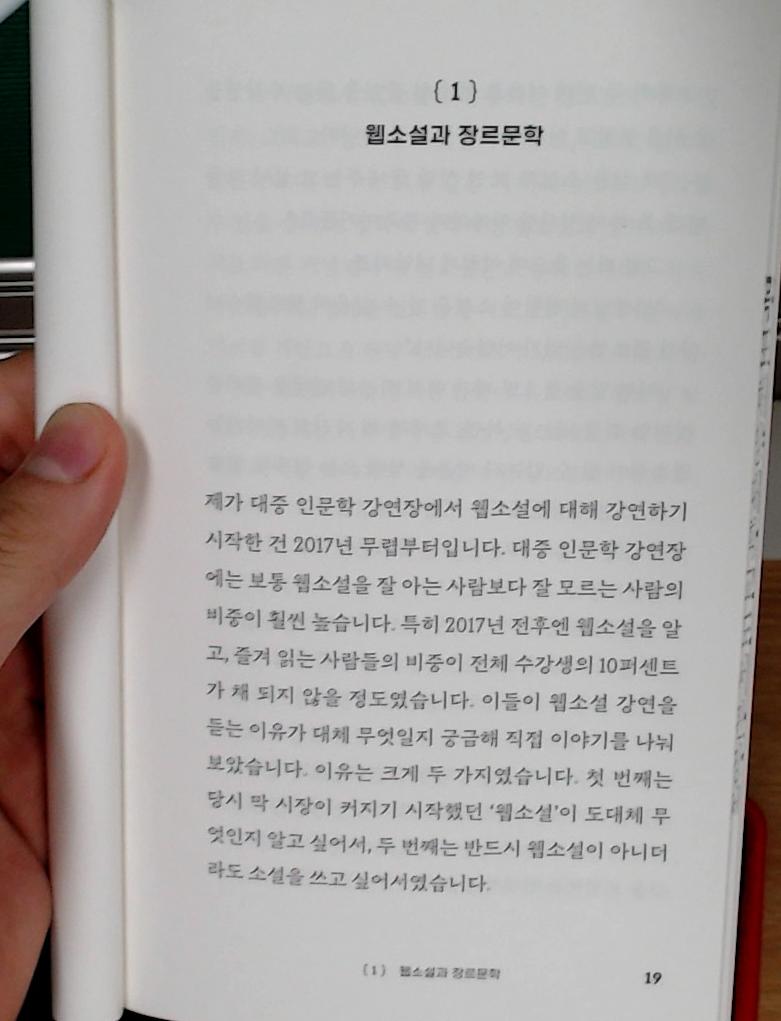 { 1 }
웹소설과 장르문학
제가 대중 인문학 강연장에서 웹소설에 대해 강연하기
시작한 건 2017년 무렵부터입니다. 대중 인문학 강연장
에는 보통 웹소설을 잘 아는 사람보다 잘 모르는 사람의
비중이 훨씬 높습니다. 특히 2017년 전후엔 웹소설을 알
고, 즐겨 읽는 사람들의 비중이 전체 수강생의 10퍼센트
가 채 되지 않을 정도였습니다. 이들이 웹소설 강연을
듣는 이유가 대체 무엇일지 궁금해 직접 이야기를 나눠
보았습니다. 이유는 크게 두 가지였습니다. 첫 번째는
당시 막 시장이 커지기 시작했던 ‘웹소설’이 도대체 무
엇인지 알고 싶어서, 두 번째는 반드시 웹소설이 아니더
라도 소설을 쓰고 싶어서였습니다.
{ 1 } 웹소설과 장르문학
19